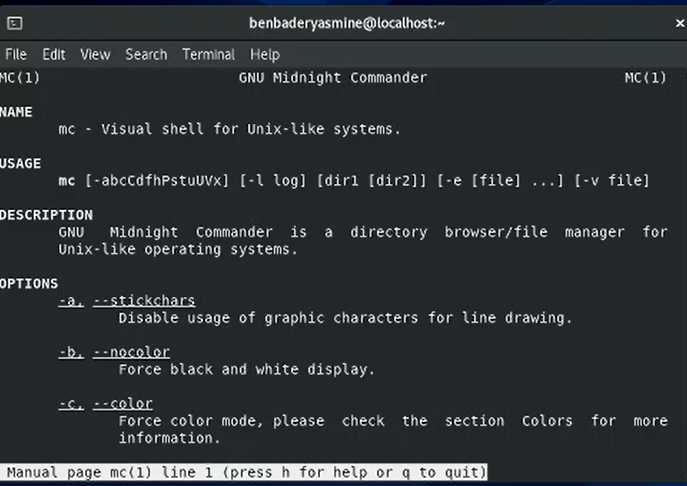 benbaderyasmine@localhost:~
File Edit View Search Terminal Help
MC(1) GNU Midnight Commander MC(1)
NAME
mc - Visual shell for Unix-like systems.
USAGE
mc [-abcCdfhPstuUVx] [-l log] [dir1 [dir2]] [-e [file] ...] [-v file]
DESCRIPTION
GNU Midnight Commander is a directory browser/file manager for
Unix-like operating systems.
OPTIONS
-a, --stickchars
Disable usage of graphic characters for line drawing.
-b, --nocolor
Force black and white display.
-c, --color
Force color mode, please check the section Colors for more
information.
Manual page mc(1) line 1 (press h for help or q to quit)